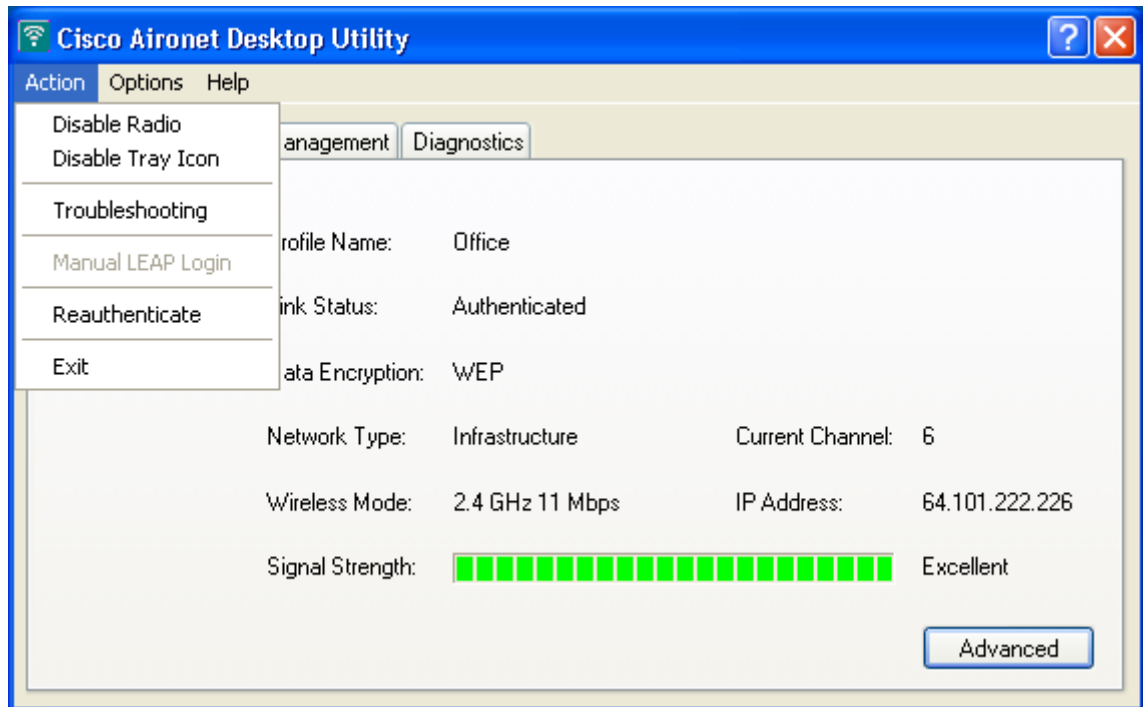 Cisco Aironet Desktop Utility
Action Options Help
Disable Radio
Disable Tray Icon
Troubleshooting
Manual LEAP Login
Reauthenticate
Exit
anagement Diagnostics
rofile Name: Office
ink Status: Authenticated
ata Encryption: WEP
Network Type: Infrastructure Current Channel: 6
Wireless Mode: 2.4 GHz 11 Mbps IP Address: 64.101.222.226
Signal Strength: Excellent
Advanced